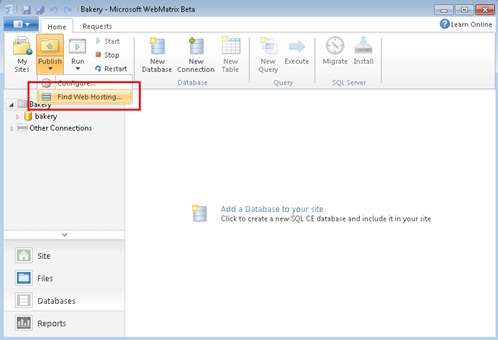 Bakery - Microsoft WebMatrix Beta
Home Requests Learn Online
My Sites
Publish
Run
Start
Stop
Restart
New Database
New Connection
Database
New Query
Execute
Query
New Table
Migrate
Install
SQL Server
Configure...
Find Web Hosting...
Bakery
bakery
Other Connections
Add a Database to your site
Click to create a new SQL CE database and include it in your site
Site
Files
Databases
Reports